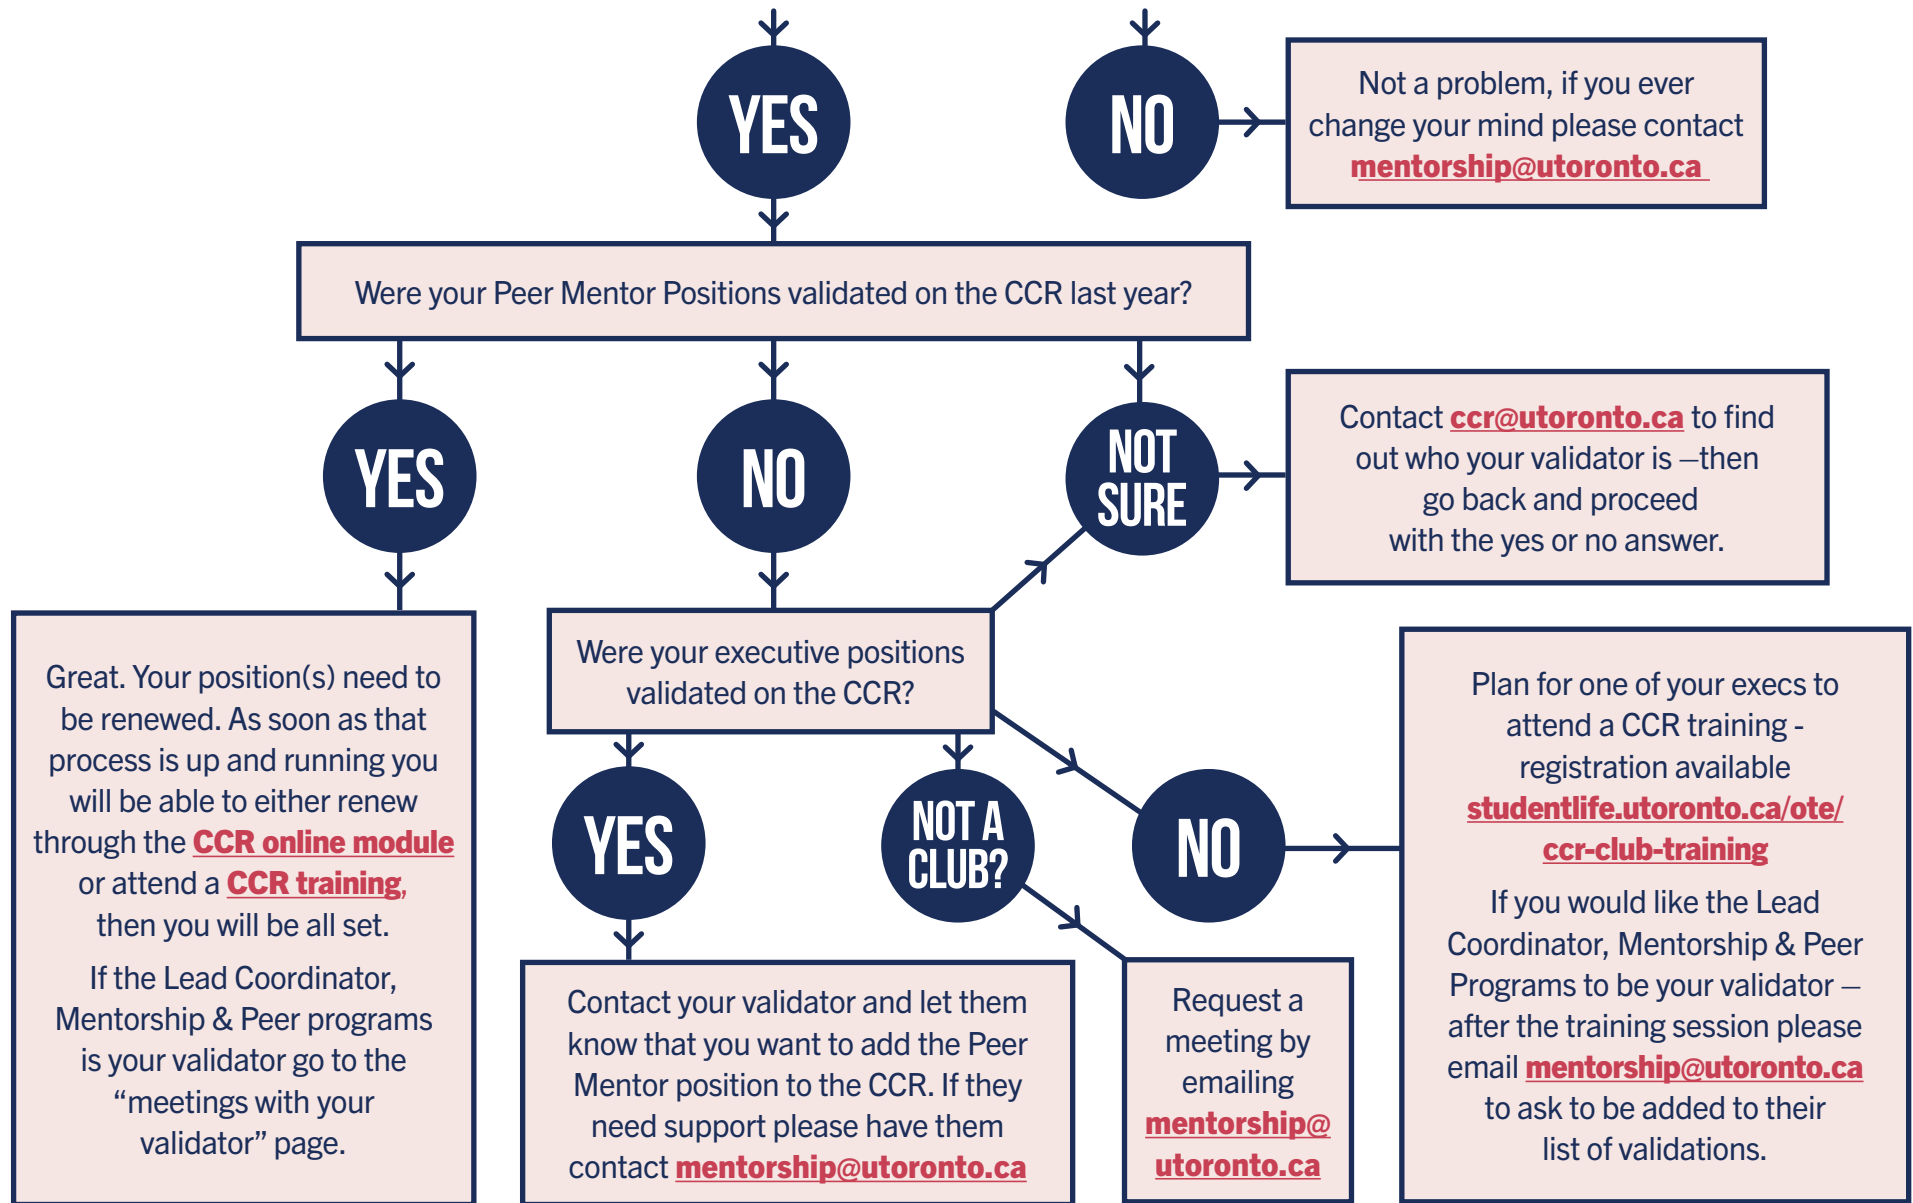 YES
NO
Not a problem, if you ever
change your mind please contact
mentorship@utoronto.ca
Were your Peer Mentor Positions validated on the CCR last year?
YES
NO
NOT
SURE
Contact ccr@utoronto.ca to find
out who your validator is –then
go back and proceed
with the yes or no answer.
Great. Your position(s) need to
be renewed. As soon as that
process is up and running you
will be able to either renew
through the CCR online module
or attend a CCR training,
then you will be all set.
If the Lead Coordinator,
Mentorship & Peer programs
is your validator go to the
“meetings with your
validator” page.
Were your executive positions
validated on the CCR?
YES
NOT A
CLUB?
NO
Contact your validator and let them
know that you want to add the Peer
Mentor position to the CCR. If they
need support please have them
contact mentorship@utoronto.ca
Request a
meeting by
emailing
mentorship@
utoronto.ca
Plan for one of your execs to
attend a CCR training -
registration available
studentlife.utoronto.ca/ote/
ccr-club-training
If you would like the Lead
Coordinator, Mentorship & Peer
Programs to be your validator –
after the training session please
email mentorship@utoronto.ca
to ask to be added to their
list of validations.